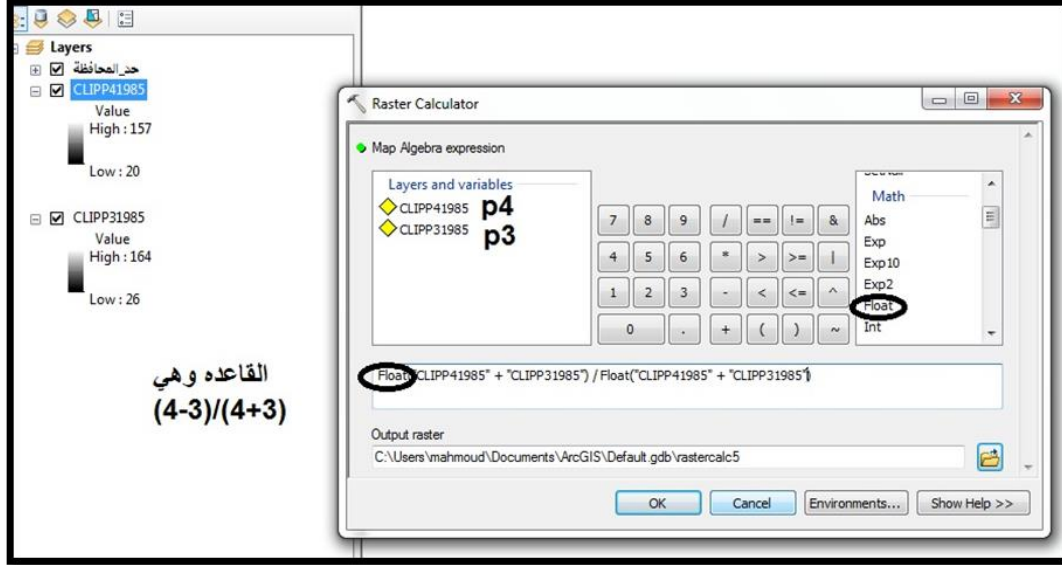 Layers
حد_المحافظة
CLIPP41985
Value
High : 157
Low : 20
CLIPP31985
Value
High : 164
Low : 26
القاعده وهي
(4-3)/(4+3)
Raster Calculator
Map Algebra expression
Layers and variables
CLIPP41985 p4
CLIPP31985 p3
7 8 9 / == != &
4 5 6 * > >= |
1 2 3 - < <= ^
0 . + ( ) ~
Math
Abs
Exp
Exp10
Exp2
Float
Int
Float("CLIPP41985" + "CLIPP31985") / Float("CLIPP41985" + "CLIPP31985")
Output raster
C:\Users\mahmoud\Documents\ArcGIS\Default.gdb\rastercalc5
OK Cancel Environments... Show Help >>